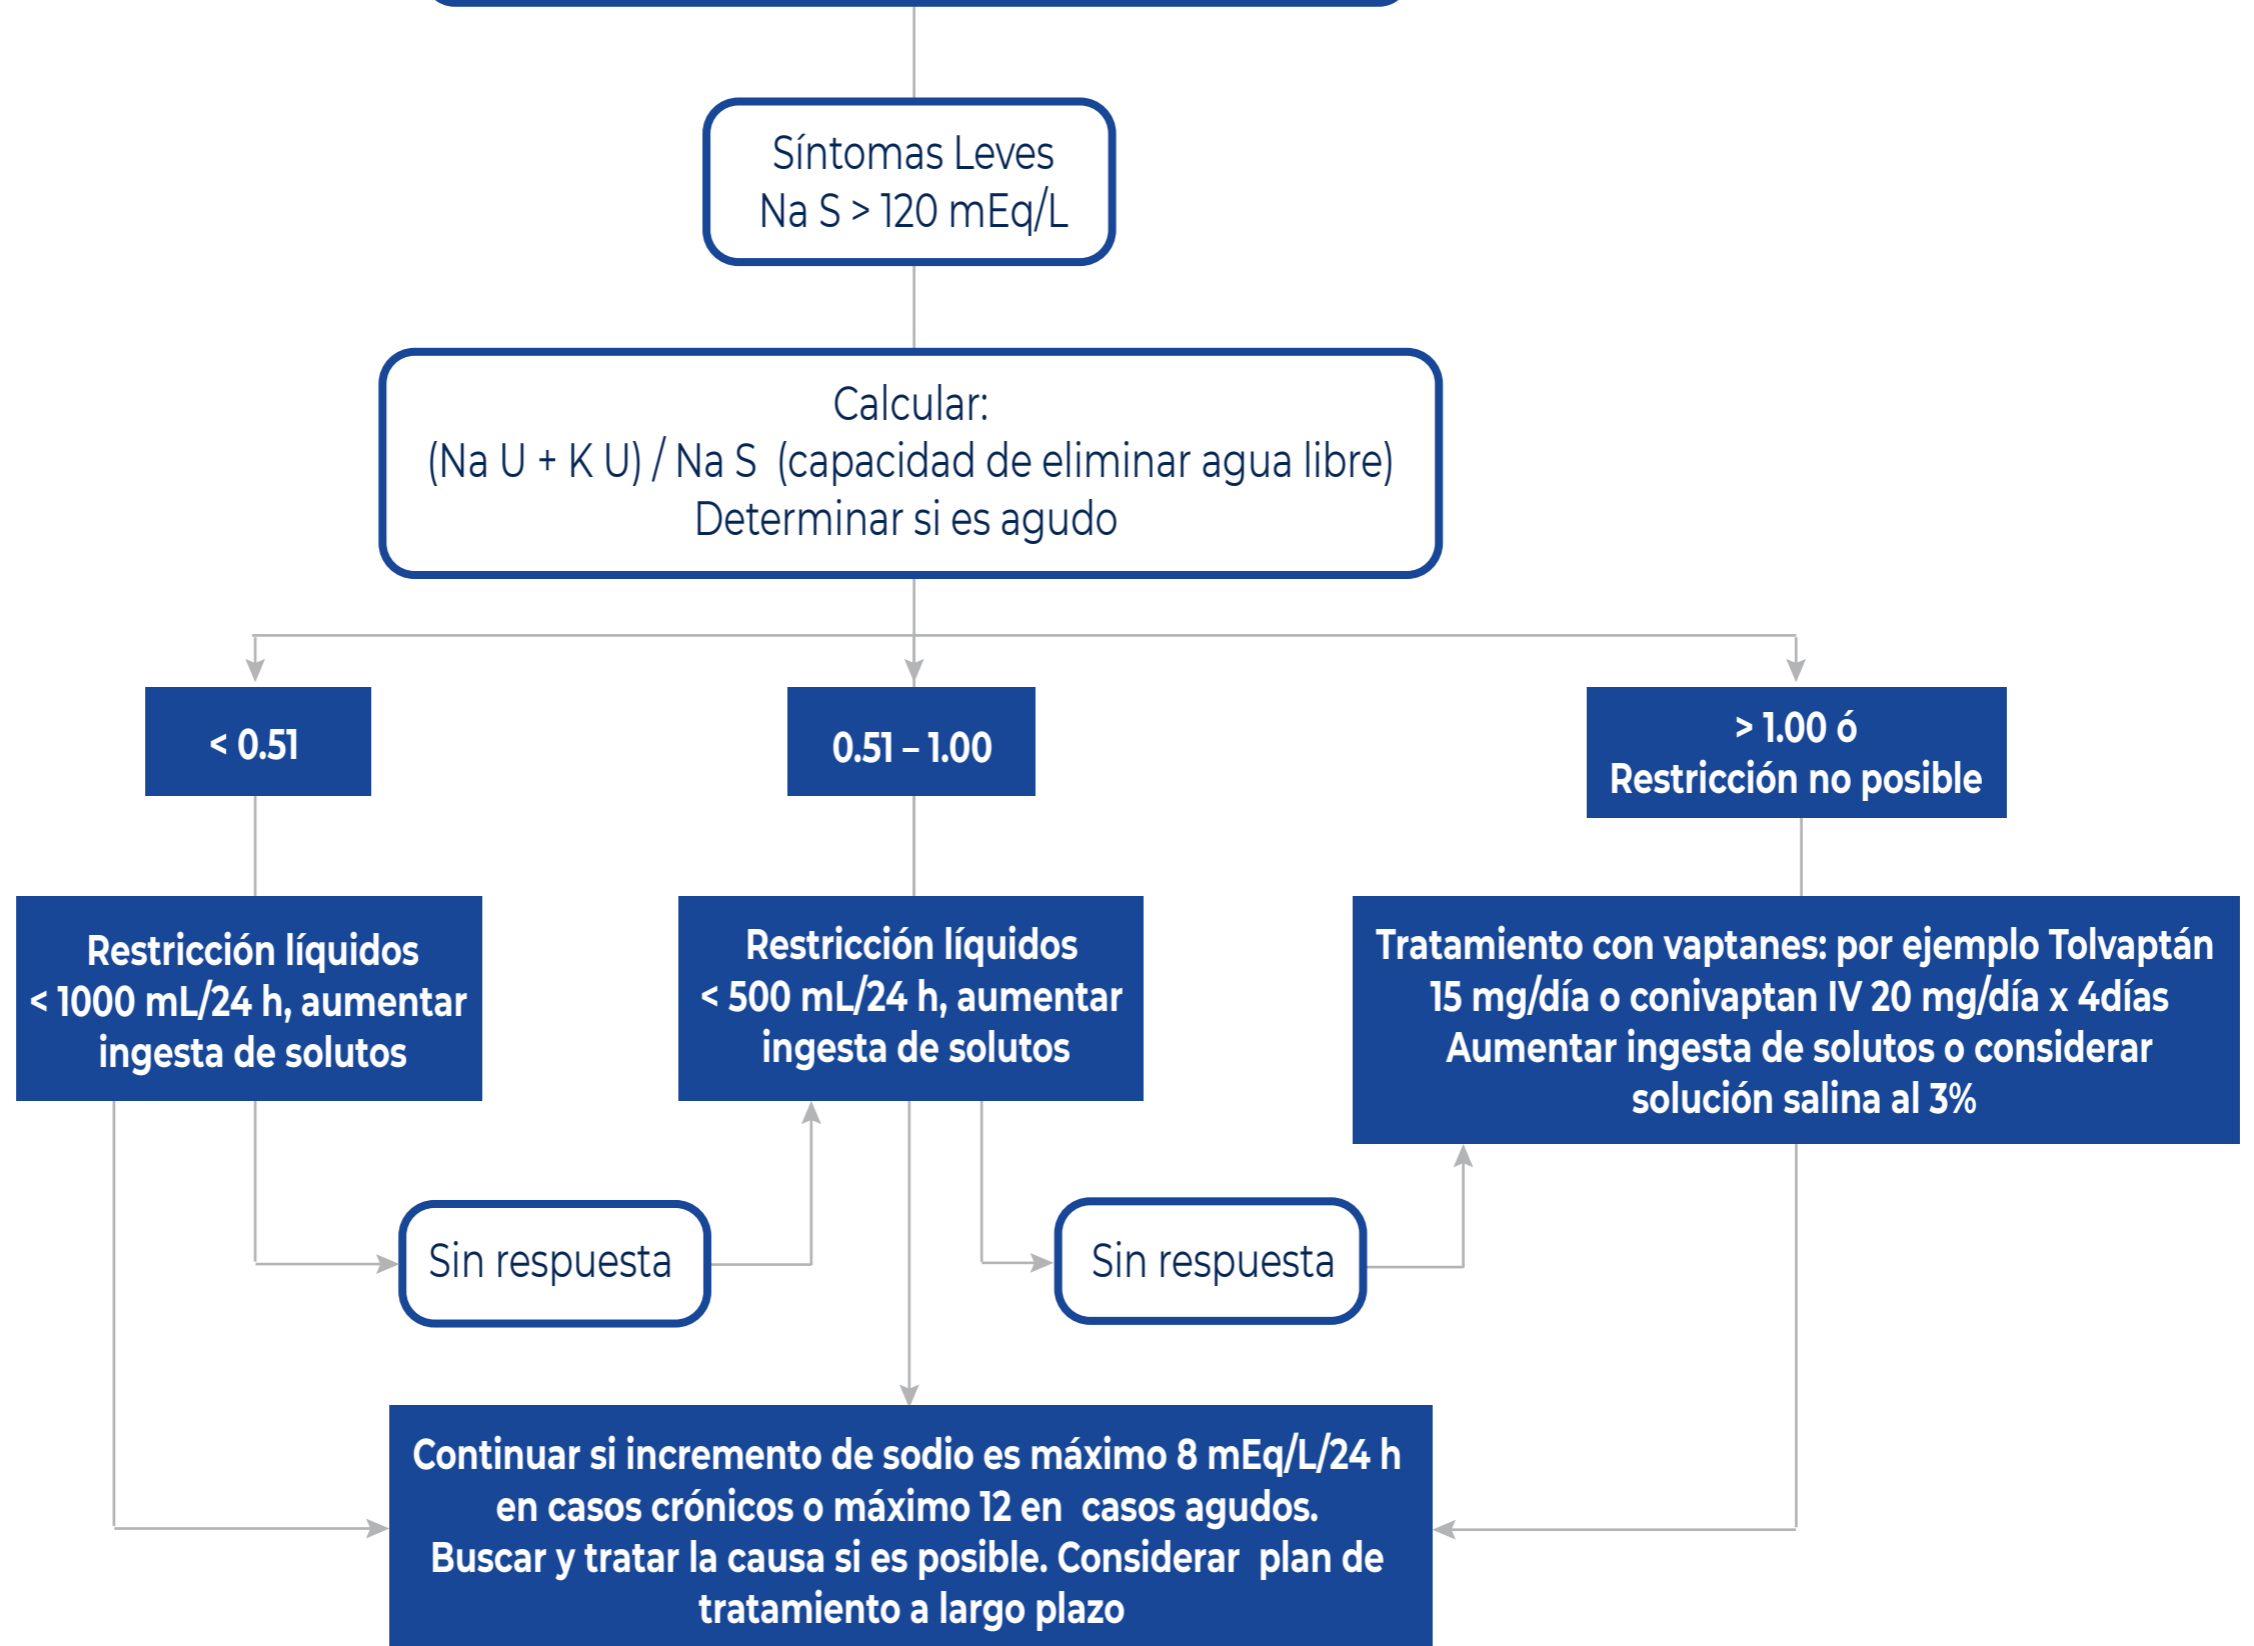 Síntomas Leves
Na S > 120 mEq/L
Calcular:
(Na U + K U) / Na S (capacidad de eliminar agua libre)
Determinar si es agudo
< 0.51
0.51 – 1.00
> 1.00 ó
Restricción no posible
Restricción líquidos
< 1000 mL/24 h, aumentar
ingesta de solutos
Restricción líquidos
< 500 mL/24 h, aumentar
ingesta de solutos
Tratamiento con vaptanes: por ejemplo Tolvaptán
15 mg/día o conivaptan IV 20 mg/día x 4días
Aumentar ingesta de solutos o considerar
solución salina al 3%
Sin respuesta
Sin respuesta
Continuar si incremento de sodio es máximo 8 mEq/L/24 h
en casos crónicos o máximo 12 en casos agudos.
Buscar y tratar la causa si es posible. Considerar plan de
tratamiento a largo plazo